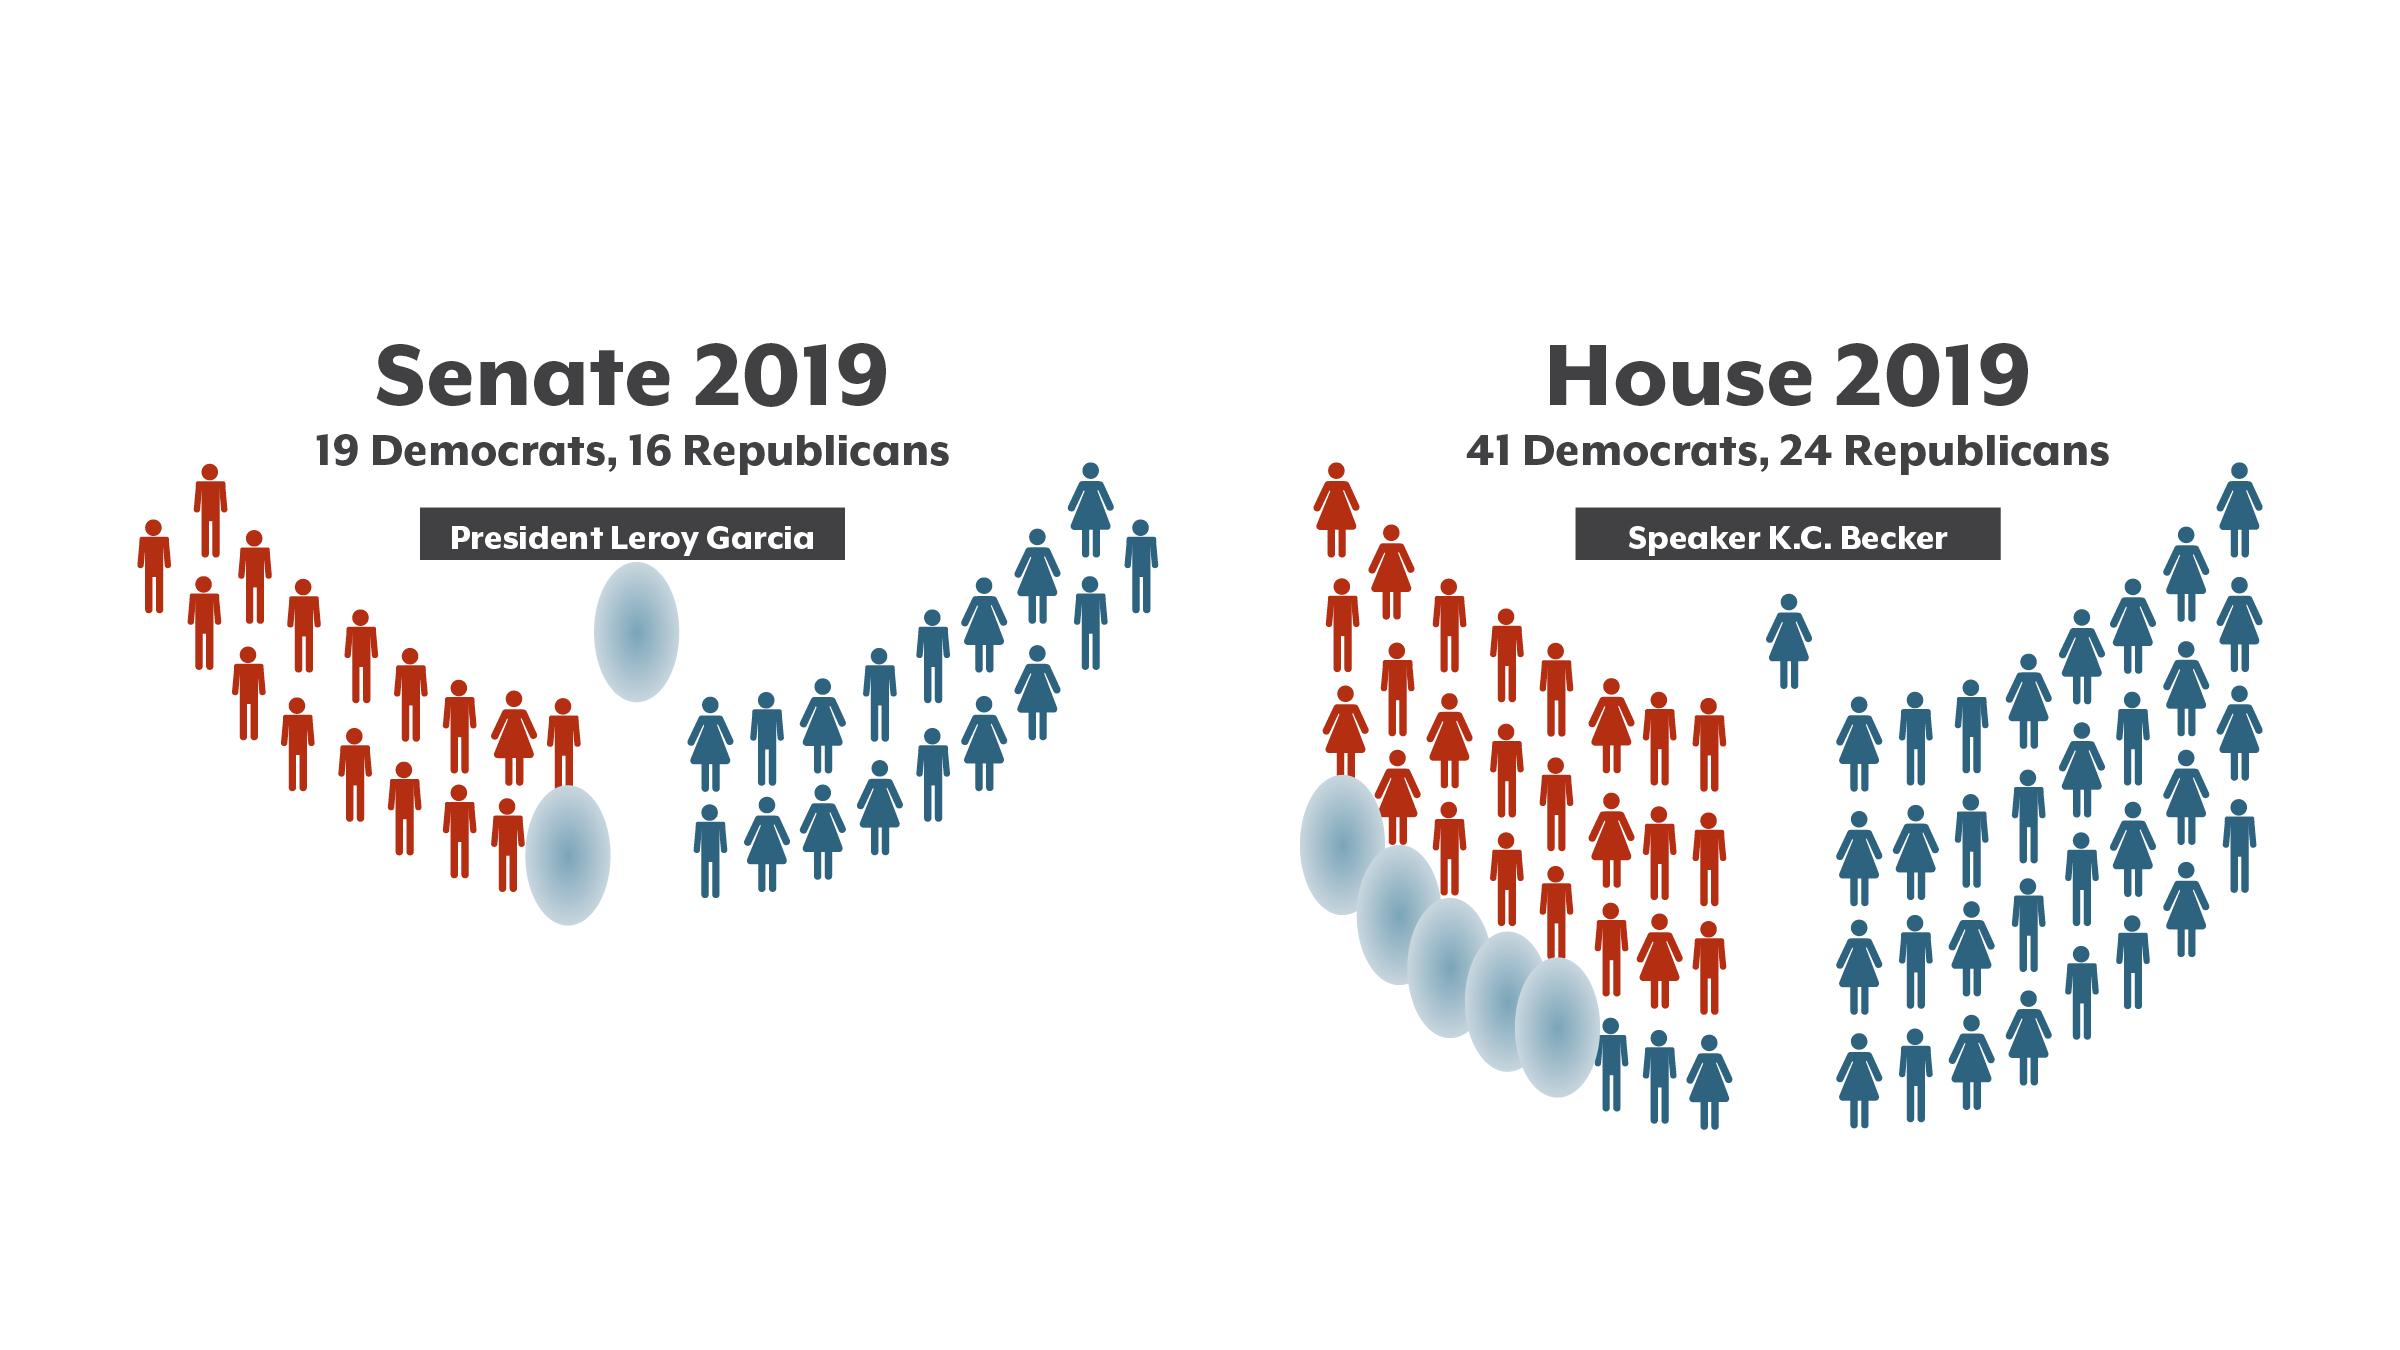 Senate 2019
19 Democrats, 16 Republicans
President Leroy Garcia
House 2019
41 Democrats, 24 Republicans
Speaker K.C. Becker